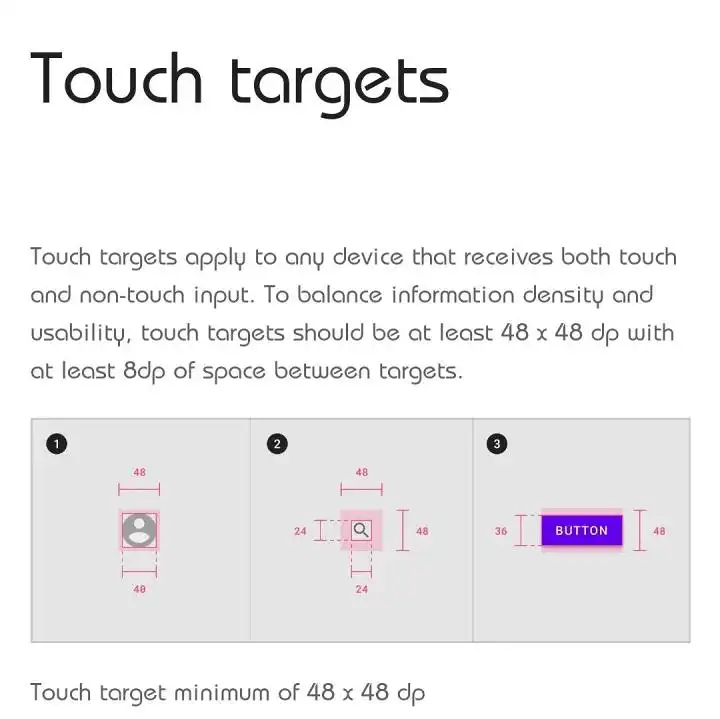 Touch targets
Touch targets apply to any device that receives both touch
and non-touch input. To balance information density and
usability, touch targets should be at least 48 x 48 dp with
at least 8dp of space between targets.
1
48
40
2
48
24
48
24
3
36
BUTTON
48
Touch target minimum of 48 x 48 dp